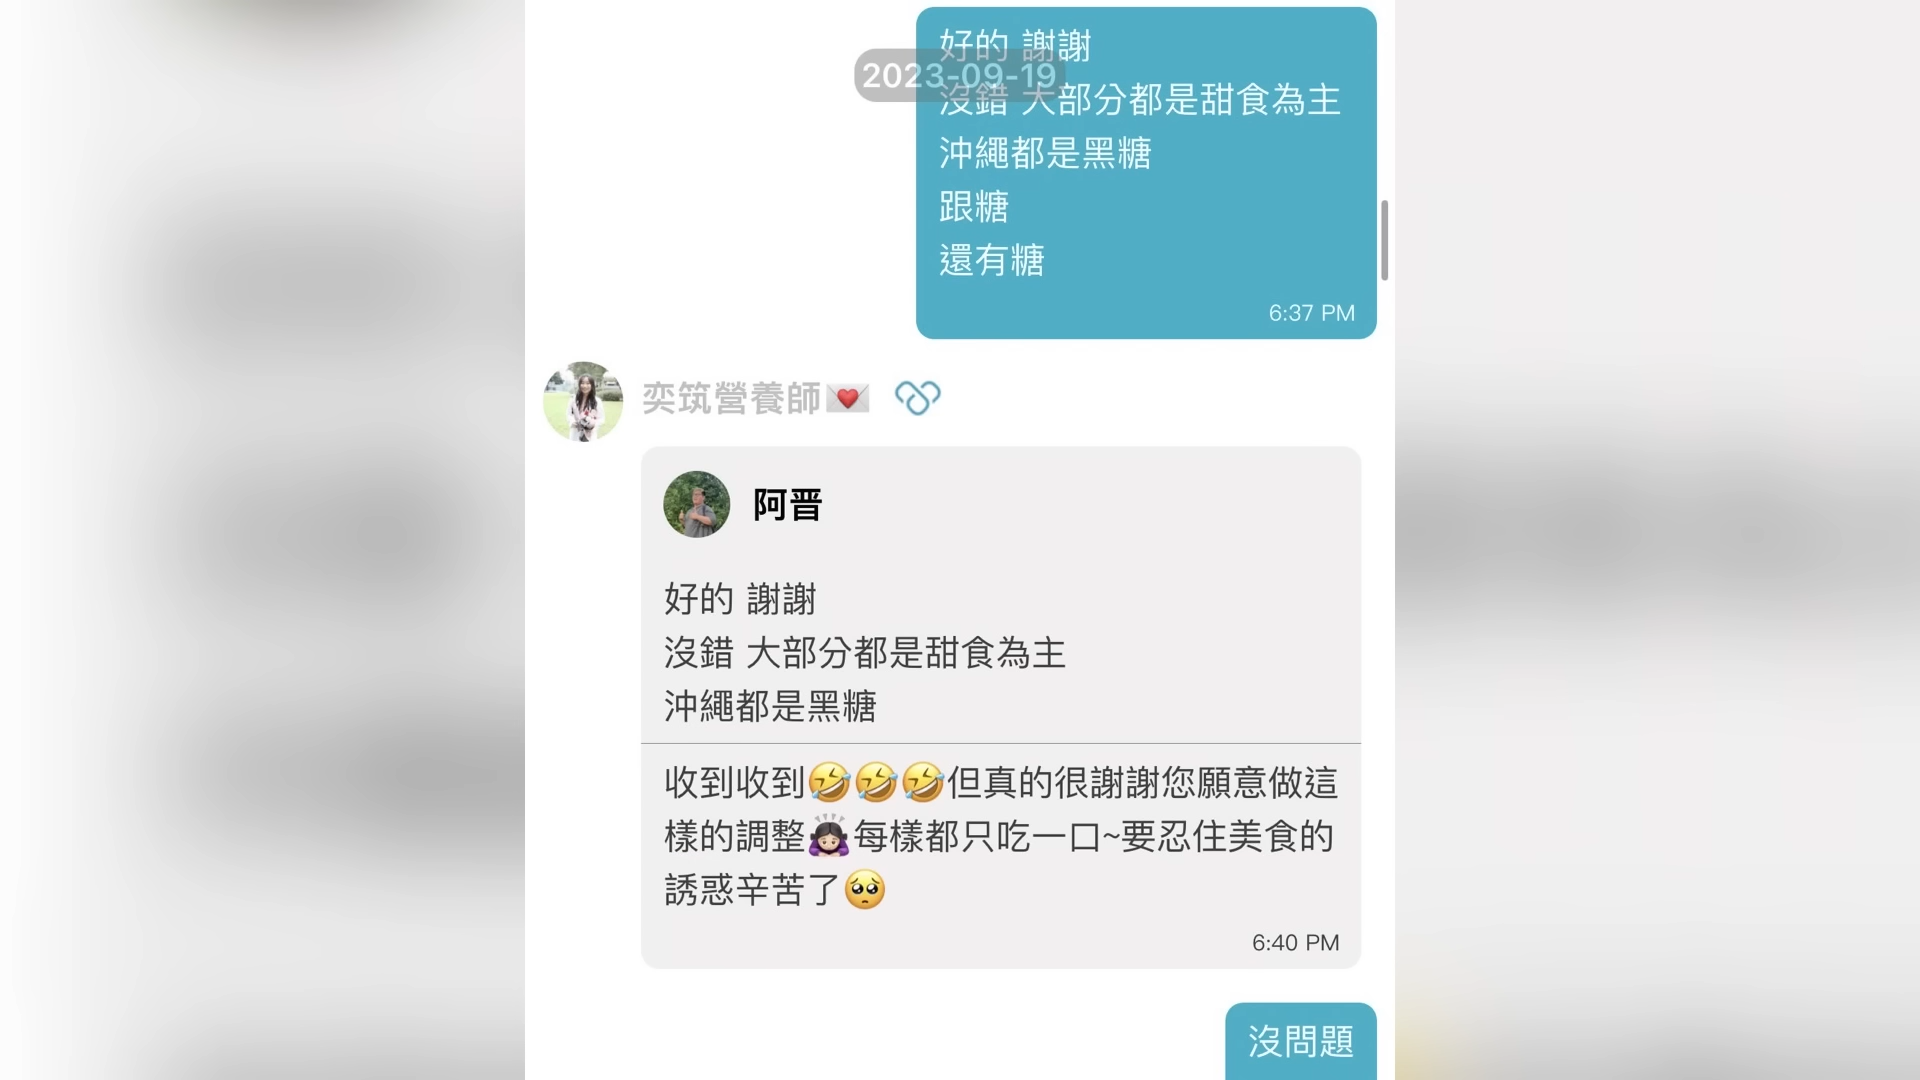 好的 謝謝
2023-09-19
沒錯 大部分都是甜食為主
沖繩都是黑糖
跟糖
還有糖
6:37 PM
奕筑營養師💌
阿晋
好的 謝謝
沒錯 大部分都是甜食為主
沖繩都是黑糖
收到收到🤣🤣🤣但真的很謝謝您願意做這
樣的調整🙇🏻‍♀️每樣都只吃一口~要忍住美食的
誘惑辛苦了🥺
6:40 PM
沒問題